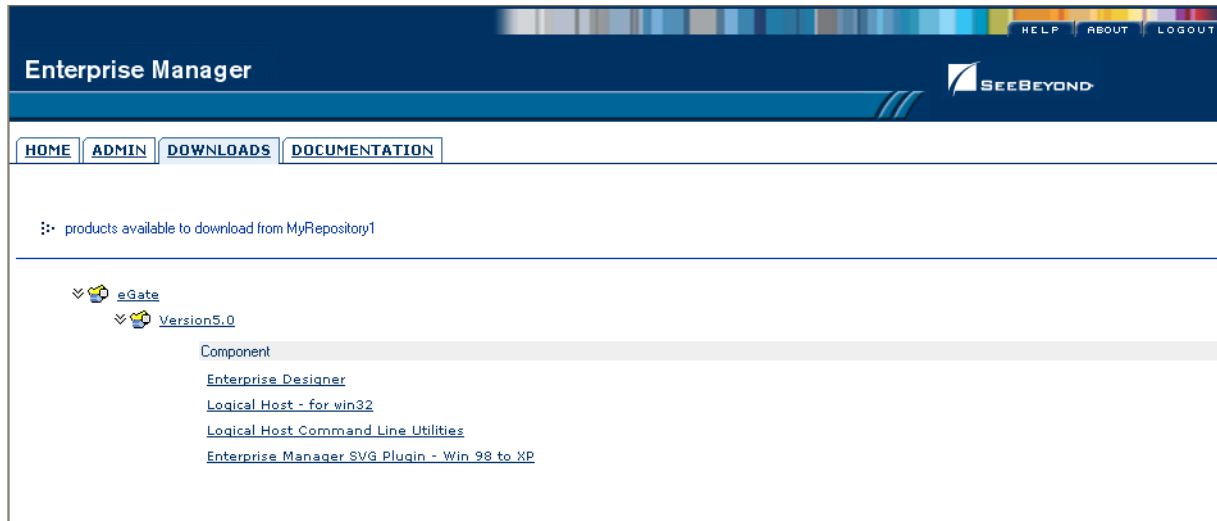 HELP ABOUT LOGOUT
Enterprise Manager
SEEBEYOND
HOME ADMIN DOWNLOADS DOCUMENTATION
products available to download from MyRepository1
eGate
Version5.0
Component
Enterprise Designer
Logical Host - for win32
Logical Host Command Line Utilities
Enterprise Manager SVG Plugin - Win 98 to XP